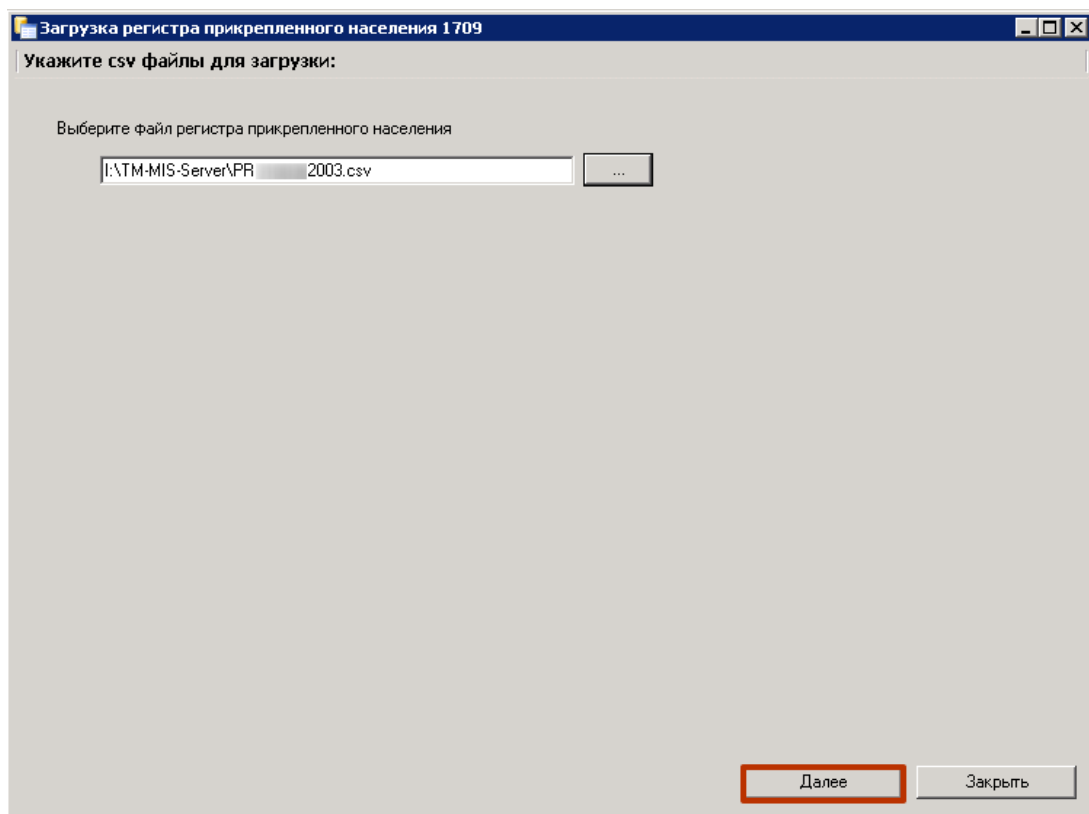 Загрузка регистра прикрепленного населения 1709
Укажите csv файлы для загрузки:
Выберите файл регистра прикрепленного населения
I:\TM-MIS-Server\PR 2003.csv
...
Далее
Закрыть